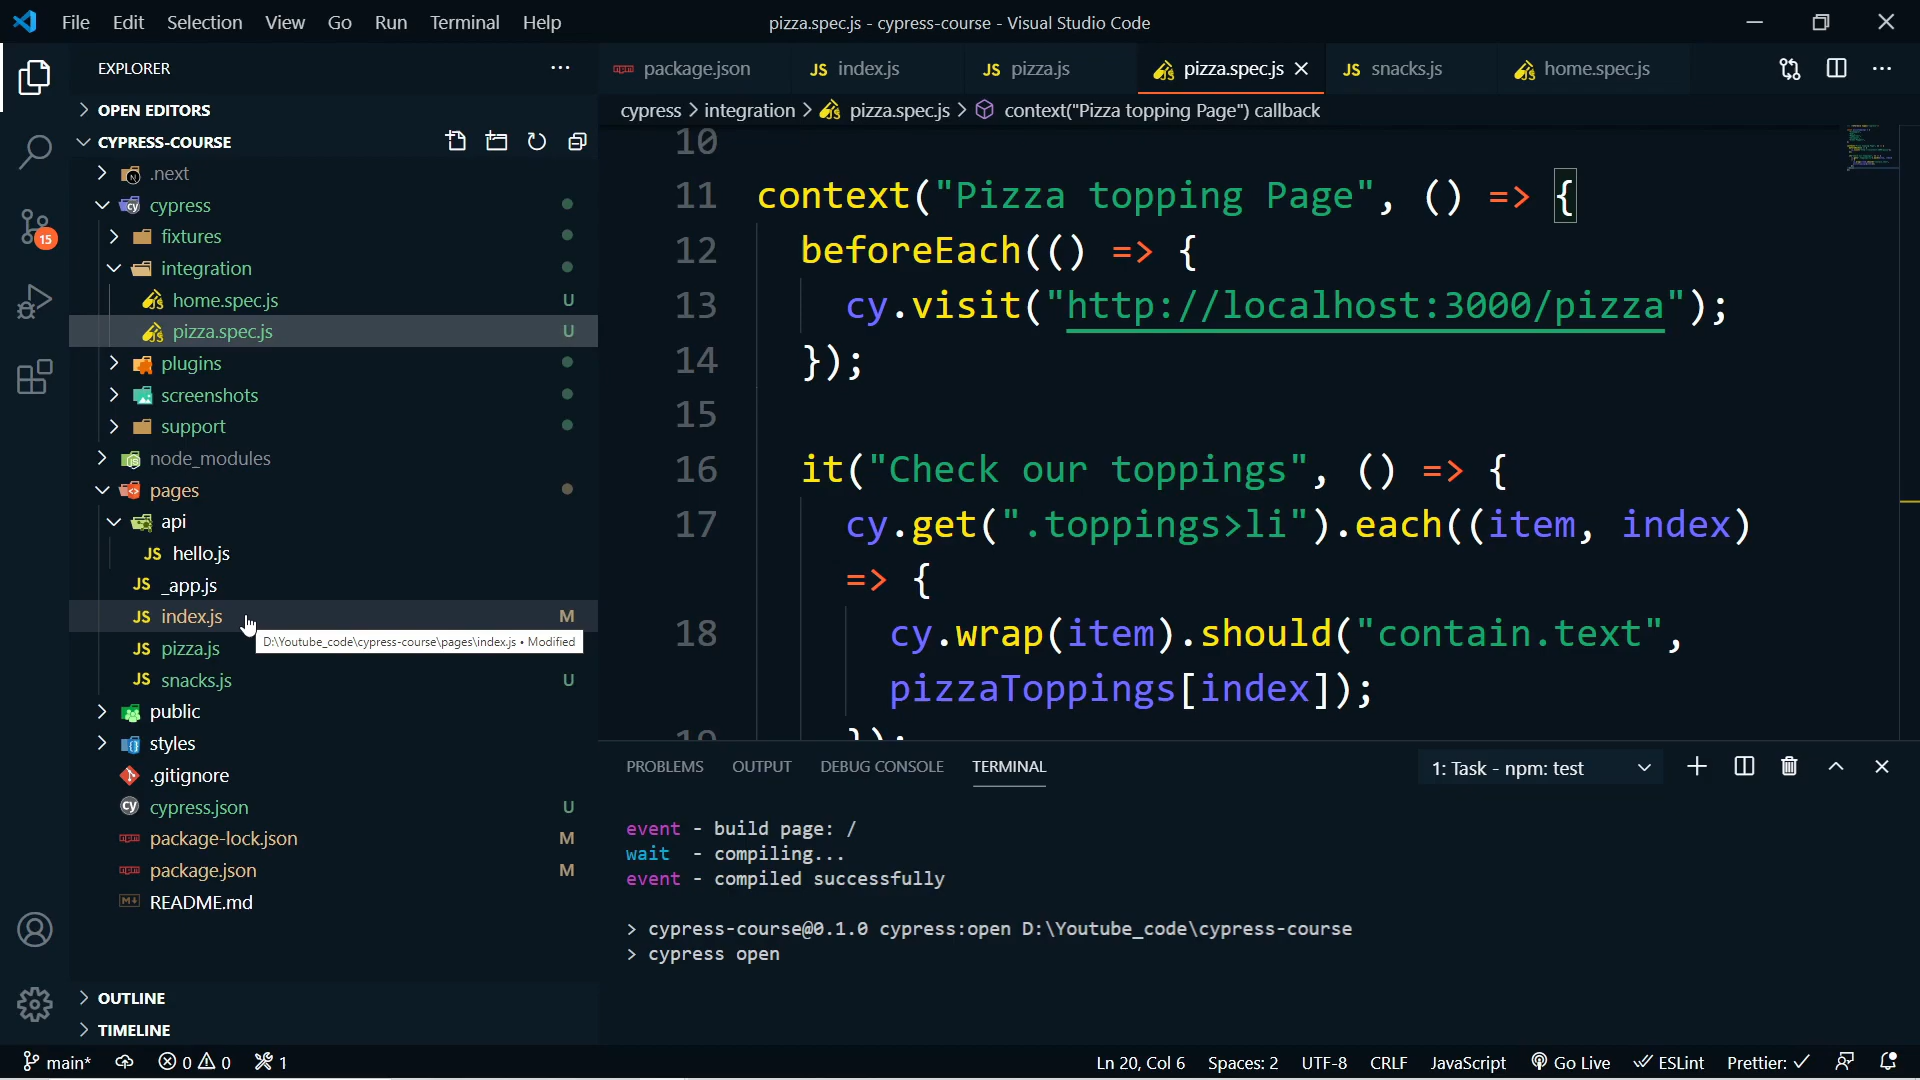 File Edit Selection View Go Run Terminal Help
pizza.spec.js - cypress-course - Visual Studio Code
EXPLORER
OPEN EDITORS
CYPRESS-COURSE
.next
cypress
fixtures
integration
home.spec.js U
pizza.spec.js U
plugins
screenshots
support
node_modules
pages
api
JS hello.js
JS _app.js
JS index.js M
D:\Youtube_code\cypress-course\pages\index.js • Modified
JS pizza.js
JS snacks.js U
public
styles
.gitignore
cypress.json U
package-lock.json M
package.json M
README.md
OUTLINE
TIMELINE
15
package.json JS index.js JS pizza.js pizza.spec.js JS snacks.js home.spec.js
cypress > integration > pizza.spec.js > context("Pizza topping Page") callback
10
11 context("Pizza topping Page", () => {
12 beforeEach(() => {
13 cy.visit("http://localhost:3000/pizza");
14 });
15
16 it("Check our toppings", () => {
17 cy.get(".toppings>li").each((item, index)
=> {
18 cy.wrap(item).should("contain.text",
pizzaToppings[index]);
19 });
PROBLEMS OUTPUT DEBUG CONSOLE TERMINAL 1: Task - npm: test
event - build page: /
wait - compiling...
event - compiled successfully
> cypress-course@0.1.0 cypress:open D:\Youtube_code\cypress-course
> cypress open
main* 0 0 1 Ln 20, Col 6 Spaces: 2 UTF-8 CRLF JavaScript Go Live ESLint Prettier: ✓